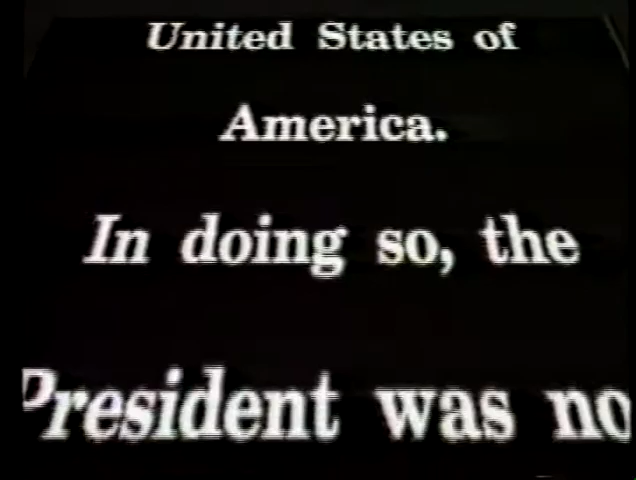 United States of
America.
In doing so, the
President was no